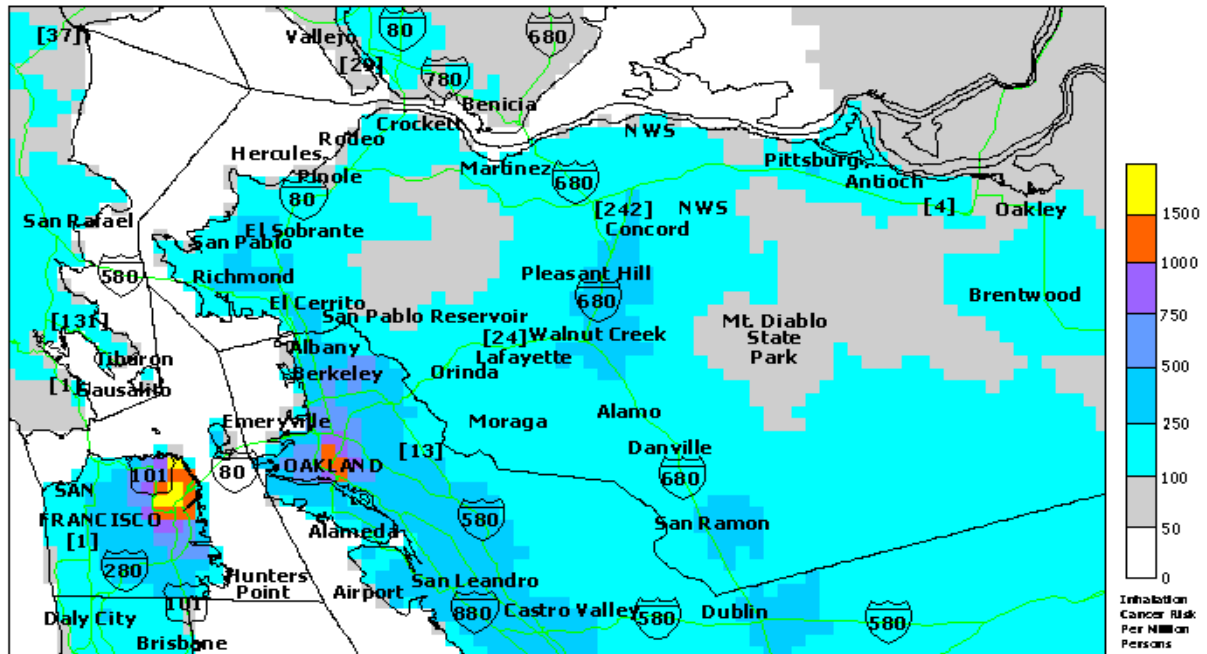 [37]
Vallejo
80
680
[29]
780
Benicia
Crockett
Rodeo
NWS
Hercules
Martinez
Pittsburg
Pinole
680
Antioch
80
[242]
NWS
[4]
Oakley
San Rafael
El Sobrante
Concord
San Pablo
Richmond
Pleasant Hill
580
El Cerrito
680
Brentwood
San Pablo Reservoir
[131]
Mt. Diablo
State
Park
[24]
Walnut Creek
Albany
Tiburon
Lafayette
Berkeley
Orinda
[1]
Sausalito
Emeryville
Moraga
Alamo
[13]
Danville
OAKLAND
101
80
680
SAN
FRANCISCO
[1]
580
San Ramon
Alameda
280
Hunters
Point
Airport
San Leandro
101
880
Castro Valley
580
Dublin
580
Daly City
Brisbane
1500
1000
750
500
250
100
50
0
Inhalation
Cancer Risk
Per Million
Persons